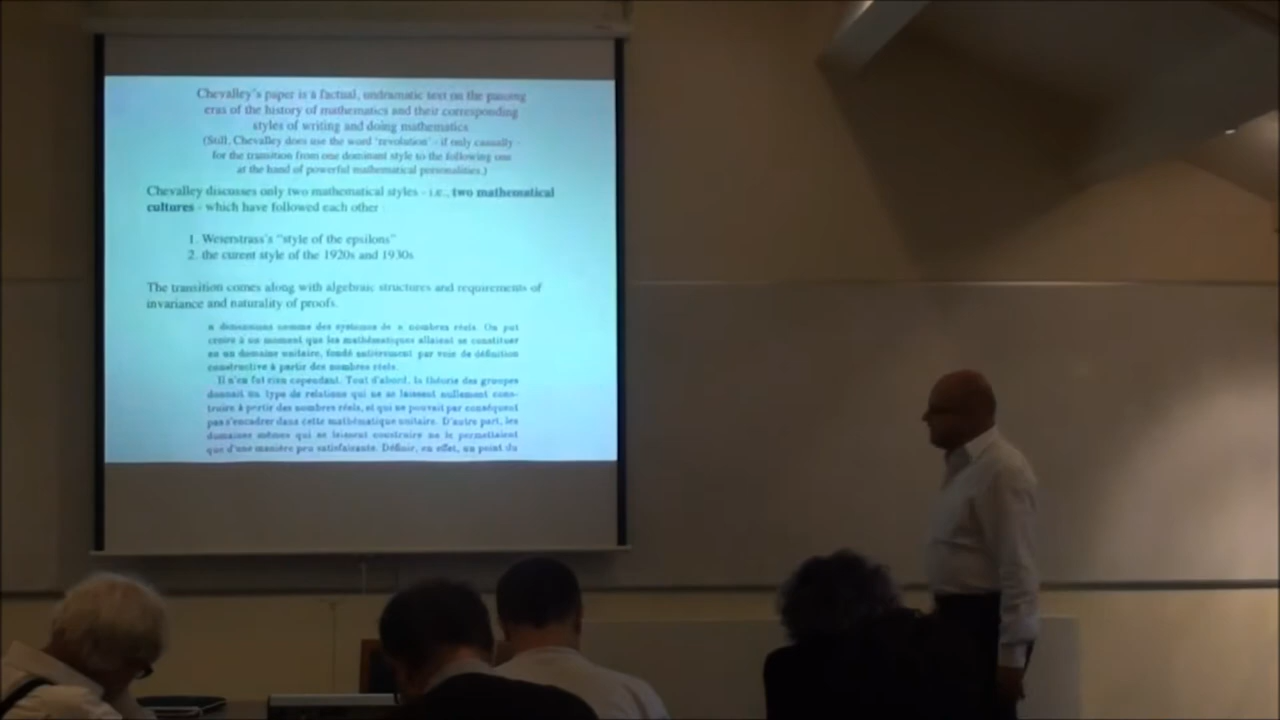 Chevalley's paper is a factual, undramatic text on the passing
eras of the history of mathematics and their corresponding
styles of writing and doing mathematics
(Still, Chevalley does use the word 'revolution' - if only casually -
for the transition from one dominant style to the following one
at the hand of powerful mathematical personalities.)
Chevalley discusses only two mathematical styles - i.e., two mathematical
cultures - which have followed each other
1. Weierstrass's "style of the epsilons"
2. the curent style of the 1920s and 1930s
The transition comes along with algebraic structures and requirements of
invariance and naturality of proofs.
n dimensions comme des systèmes de n nombres réels. On put
croire à un moment que les mathématiques allaient se constituer
en un domaine unitaire, fondé entièrement par voie de définition
constructive à partir des nombres réels.
Il n'en fut rien cependant. Tout d'abord, la théorie des groupes
donnait un type de relations qui ne se laissent nullement cons-
truire à partir des nombres réels, et qui ne pouvait par conséquent
pas s'encadrer dans cette mathématique unitaire. D'autre part, les
domaines mêmes qui se laissent construire ne le permettaient
que d'une manière peu satisfaisante. Définir, en effet, un point du